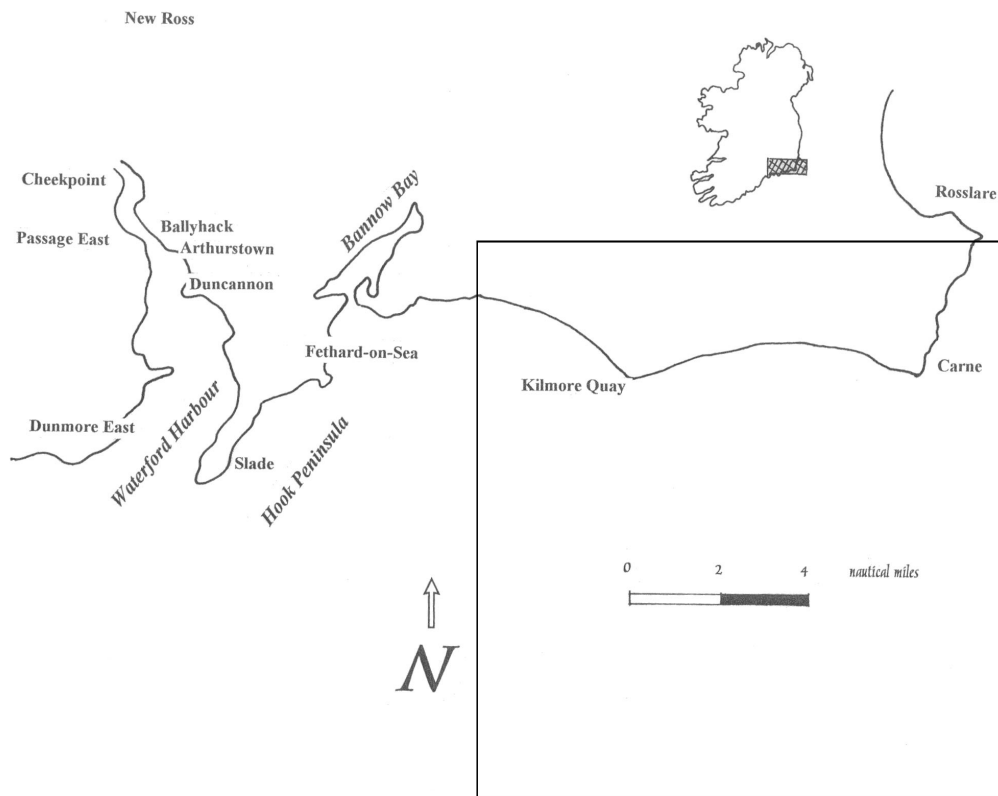 New Ross
Cheekpoint
Passage East
Ballyhack
Arthurstown
Duncannon
Bannow Bay
Rosslare
Fethard-on-Sea
Kilmore Quay
Carne
Dunmore East
Waterford Harbour
Slade
Hook Peninsula
0 2 4 nautical miles
N